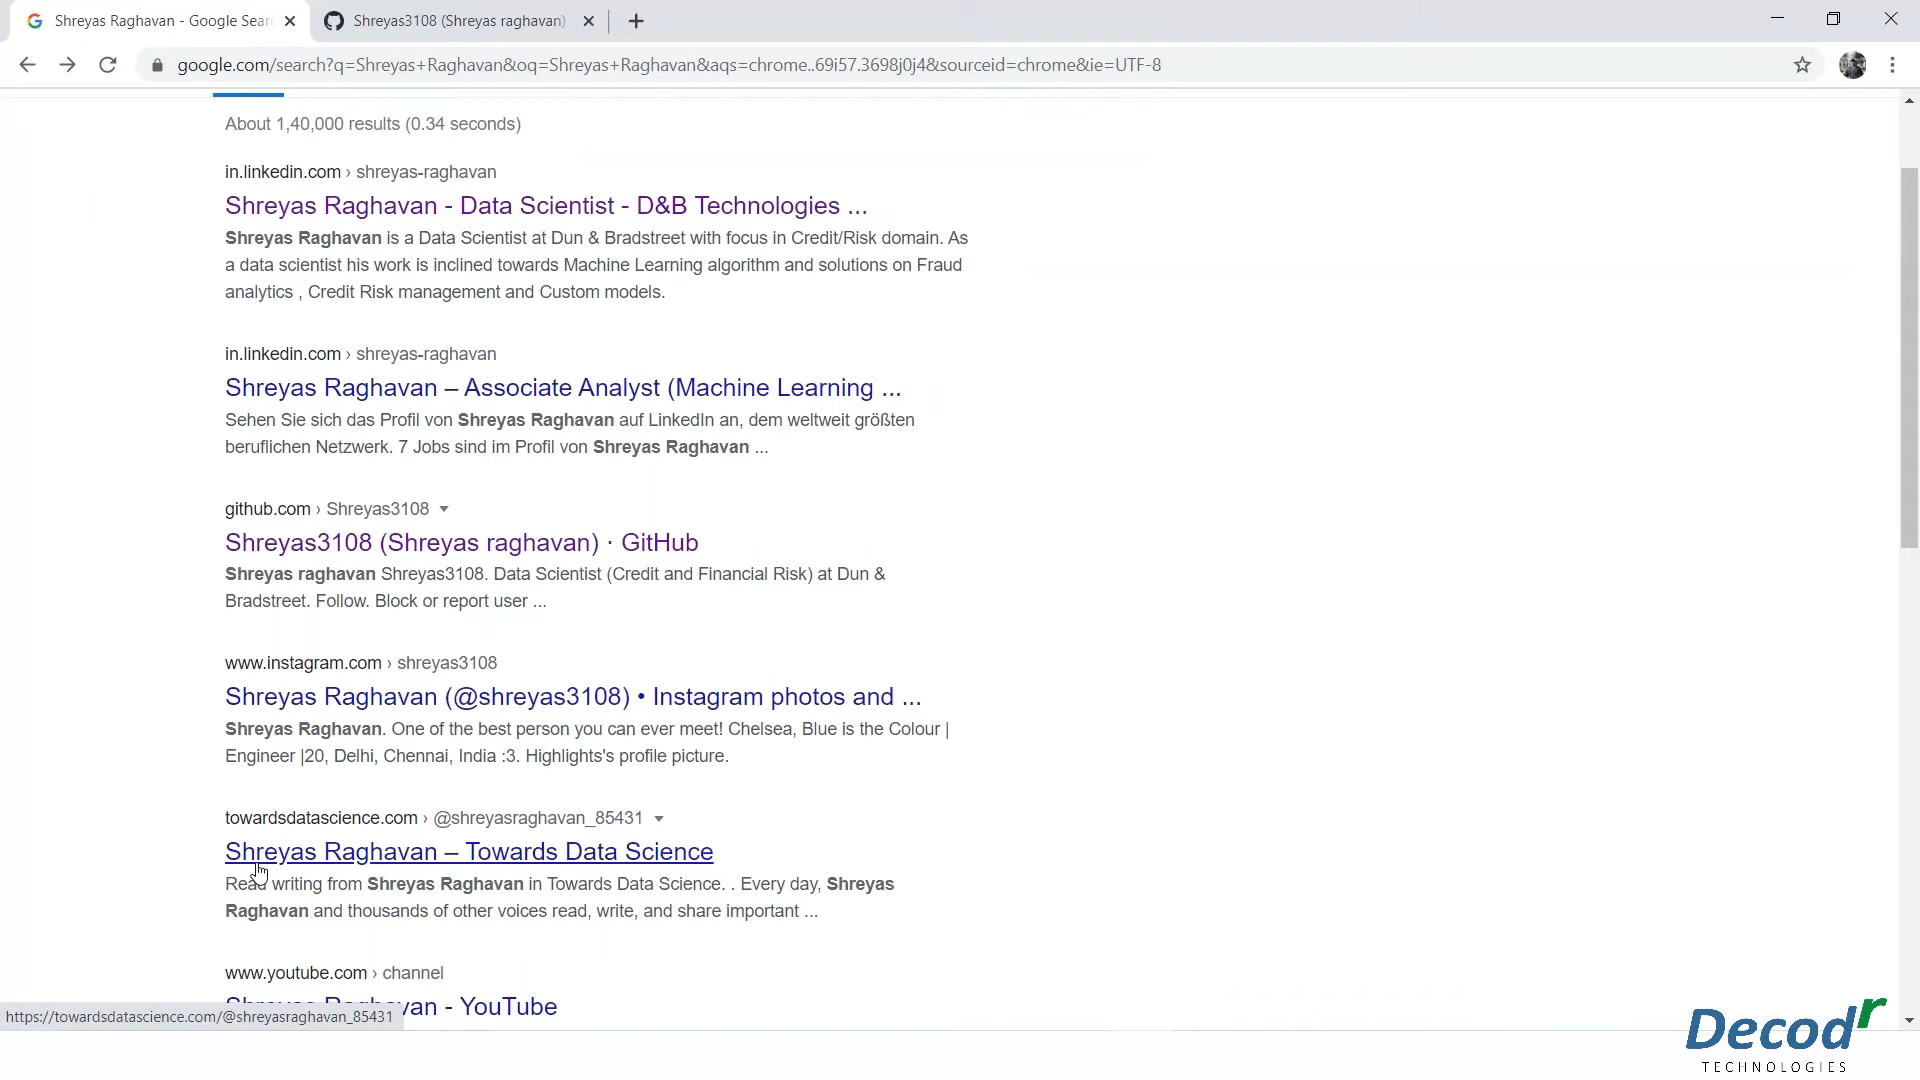 Shreyas Raghavan - Google Sear
Shreyas3108 (Shreyas raghavan)
google.com/search?q=Shreyas+Raghavan&oq=Shreyas+Raghavan&aqs=chrome..69i57.3698j0j4&sourceid=chrome&ie=UTF-8
About 1,40,000 results (0.34 seconds)
in.linkedin.com › shreyas-raghavan
Shreyas Raghavan - Data Scientist - D&B Technologies ...
Shreyas Raghavan is a Data Scientist at Dun & Bradstreet with focus in Credit/Risk domain. As
a data scientist his work is inclined towards Machine Learning algorithm and solutions on Fraud
analytics , Credit Risk management and Custom models.
in.linkedin.com › shreyas-raghavan
Shreyas Raghavan – Associate Analyst (Machine Learning ...
Sehen Sie sich das Profil von Shreyas Raghavan auf LinkedIn an, dem weltweit größten
beruflichen Netzwerk. 7 Jobs sind im Profil von Shreyas Raghavan ...
github.com › Shreyas3108
Shreyas3108 (Shreyas raghavan) · GitHub
Shreyas raghavan Shreyas3108. Data Scientist (Credit and Financial Risk) at Dun &
Bradstreet. Follow. Block or report user ...
www.instagram.com › shreyas3108
Shreyas Raghavan (@shreyas3108) • Instagram photos and ...
Shreyas Raghavan. One of the best person you can ever meet! Chelsea, Blue is the Colour |
Engineer |20, Delhi, Chennai, India :3. Highlights's profile picture.
towardsdatascience.com › @shreyasraghavan_85431
Shreyas Raghavan – Towards Data Science
Read writing from Shreyas Raghavan in Towards Data Science. . Every day, Shreyas
Raghavan and thousands of other voices read, write, and share important ...
www.youtube.com › channel
Shreyas Raghavan - YouTube
https://towardsdatascience.com/@shreyasraghavan_85431
Decodr
TECHNOLOGIES